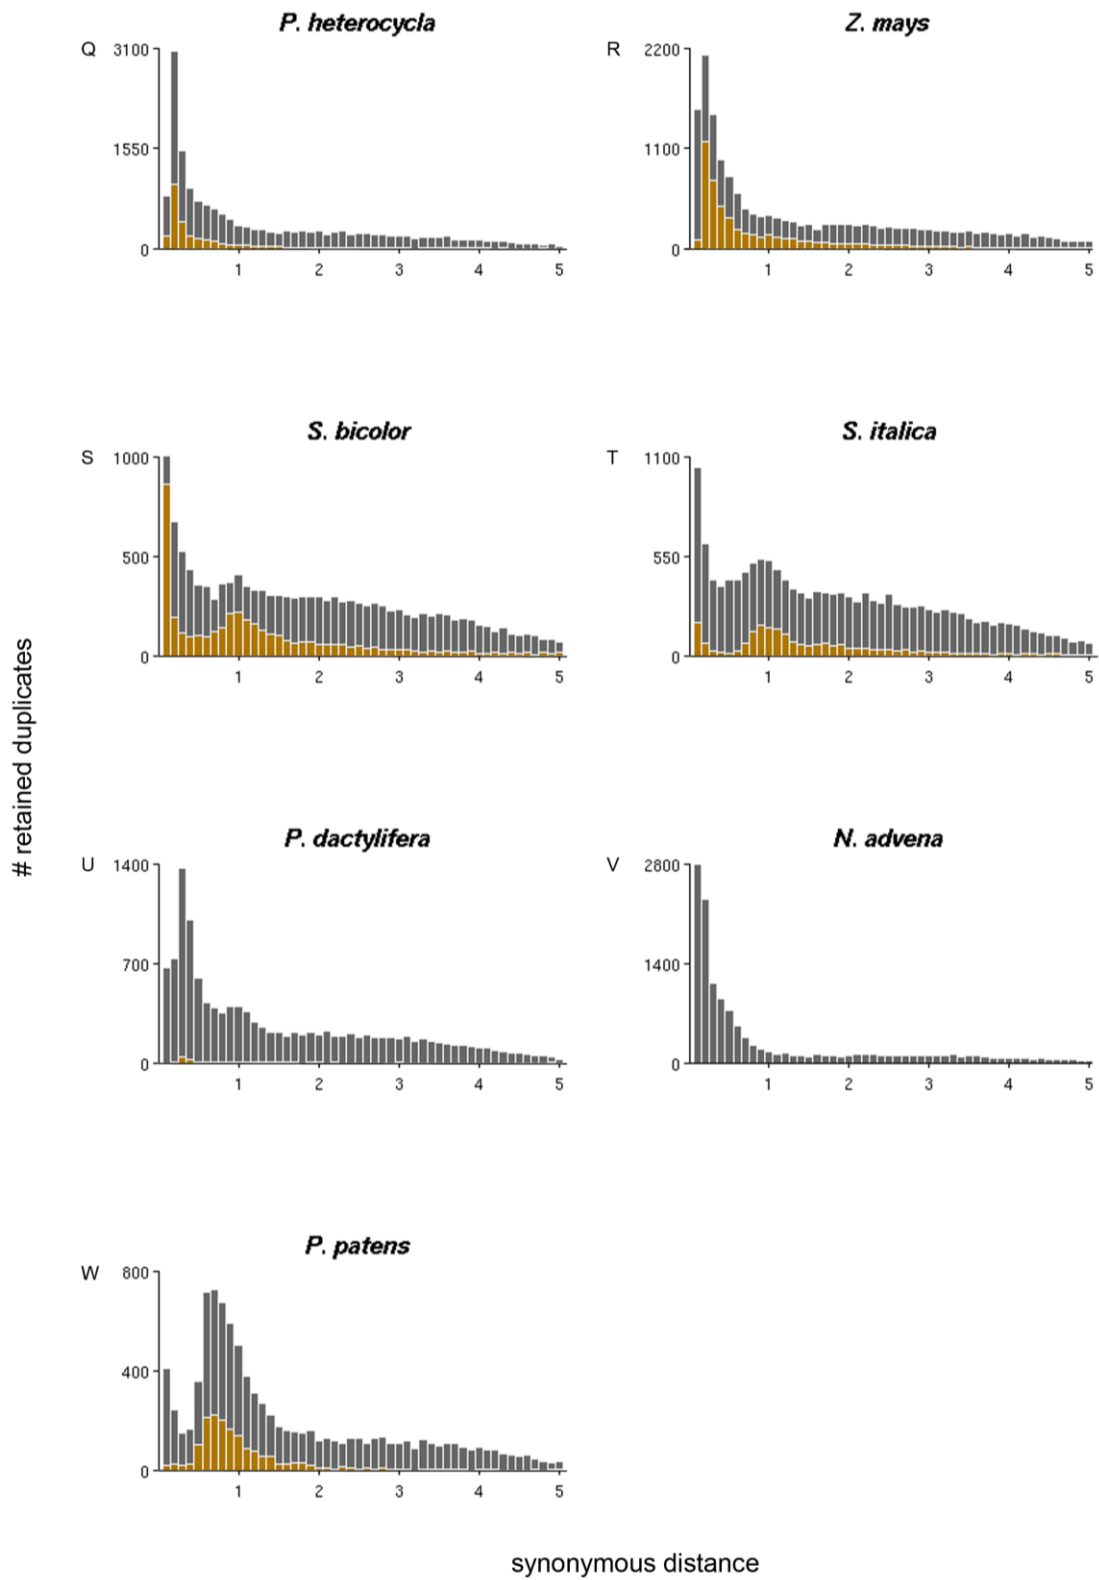 P. heterocycla
Z. mays
Q
3100
1550
0
1 2 3 4 5
R
2200
1100
0
1 2 3 4 5
S. bicolor
S. italica
S
1000
500
0
1 2 3 4 5
T
1100
550
0
1 2 3 4 5
# retained duplicates
P. dactylifera
N. advena
U
1400
700
0
1 2 3 4 5
V
2800
1400
0
1 2 3 4 5
P. patens
W
800
400
0
1 2 3 4 5
synonymous distance